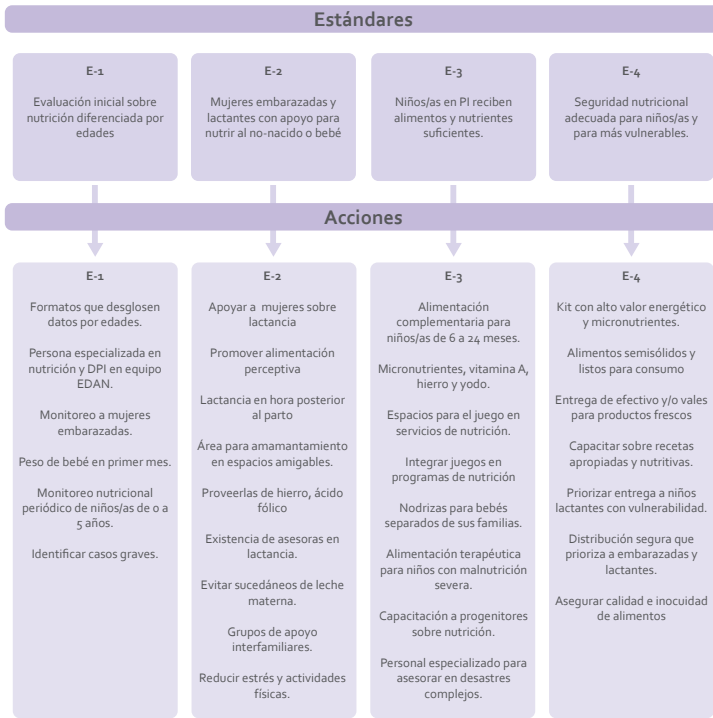 Estándares
E-1
Evaluación inicial sobre
nutrición diferenciada por
edades
E-2
Mujeres embarazadas y
lactantes con apoyo para
nutrir al no-nacido o bebé
E-3
Niños/as en PI reciben
alimentos y nutrientes
suficientes.
E-4
Seguridad nutricional
adecuada para niños/as y
para más vulnerables.
Acciones
E-1
Formatos que desglosen
datos por edades.
Persona especializada en
nutrición y DPI en equipo
EDAN.
Monitoreo a mujeres
embarazadas.
Peso de bebé en primer mes.
Monitoreo nutricional
periódico de niños/as de 0 a
5 años.
Identificar casos graves.
E-2
Apoyar a mujeres sobre
lactancia
Promover alimentación
perceptiva
Lactancia en hora posterior
al parto
Área para amamantamiento
en espacios amigables.
Proveerlas de hierro, ácido
fólico
Existencia de asesoras en
lactancia.
Evitar sucedáneos de leche
materna.
Grupos de apoyo
interfamiliares.
Reducir estrés y actividades
físicas.
E-3
Alimentación
complementaria para
niños/as de 6 a 24 meses.
Micronutrientes, vitamina A,
hierro y yodo.
Espacios para el juego en
servicios de nutrición.
Integrar juegos en
programas de nutrición
Nodrizas para bebés
separados de sus familias.
Alimentación terapéutica
para niños con malnutrición
severa.
Capacitación a progenitores
sobre nutrición.
Personal especializado para
asesorar en desastres
complejos.
E-4
Kit con alto valor energético
y micronutrientes.
Alimentos semisólidos y
listos para consumo
Entrega de efectivo y/o vales
para productos frescos
Capacitar sobre recetas
apropiadas y nutritivas.
Priorizar entrega a niños
lactantes con vulnerabilidad.
Distribución segura que
prioriza a embarazadas y
lactantes.
Asegurar calidad e inocuidad
de alimentos